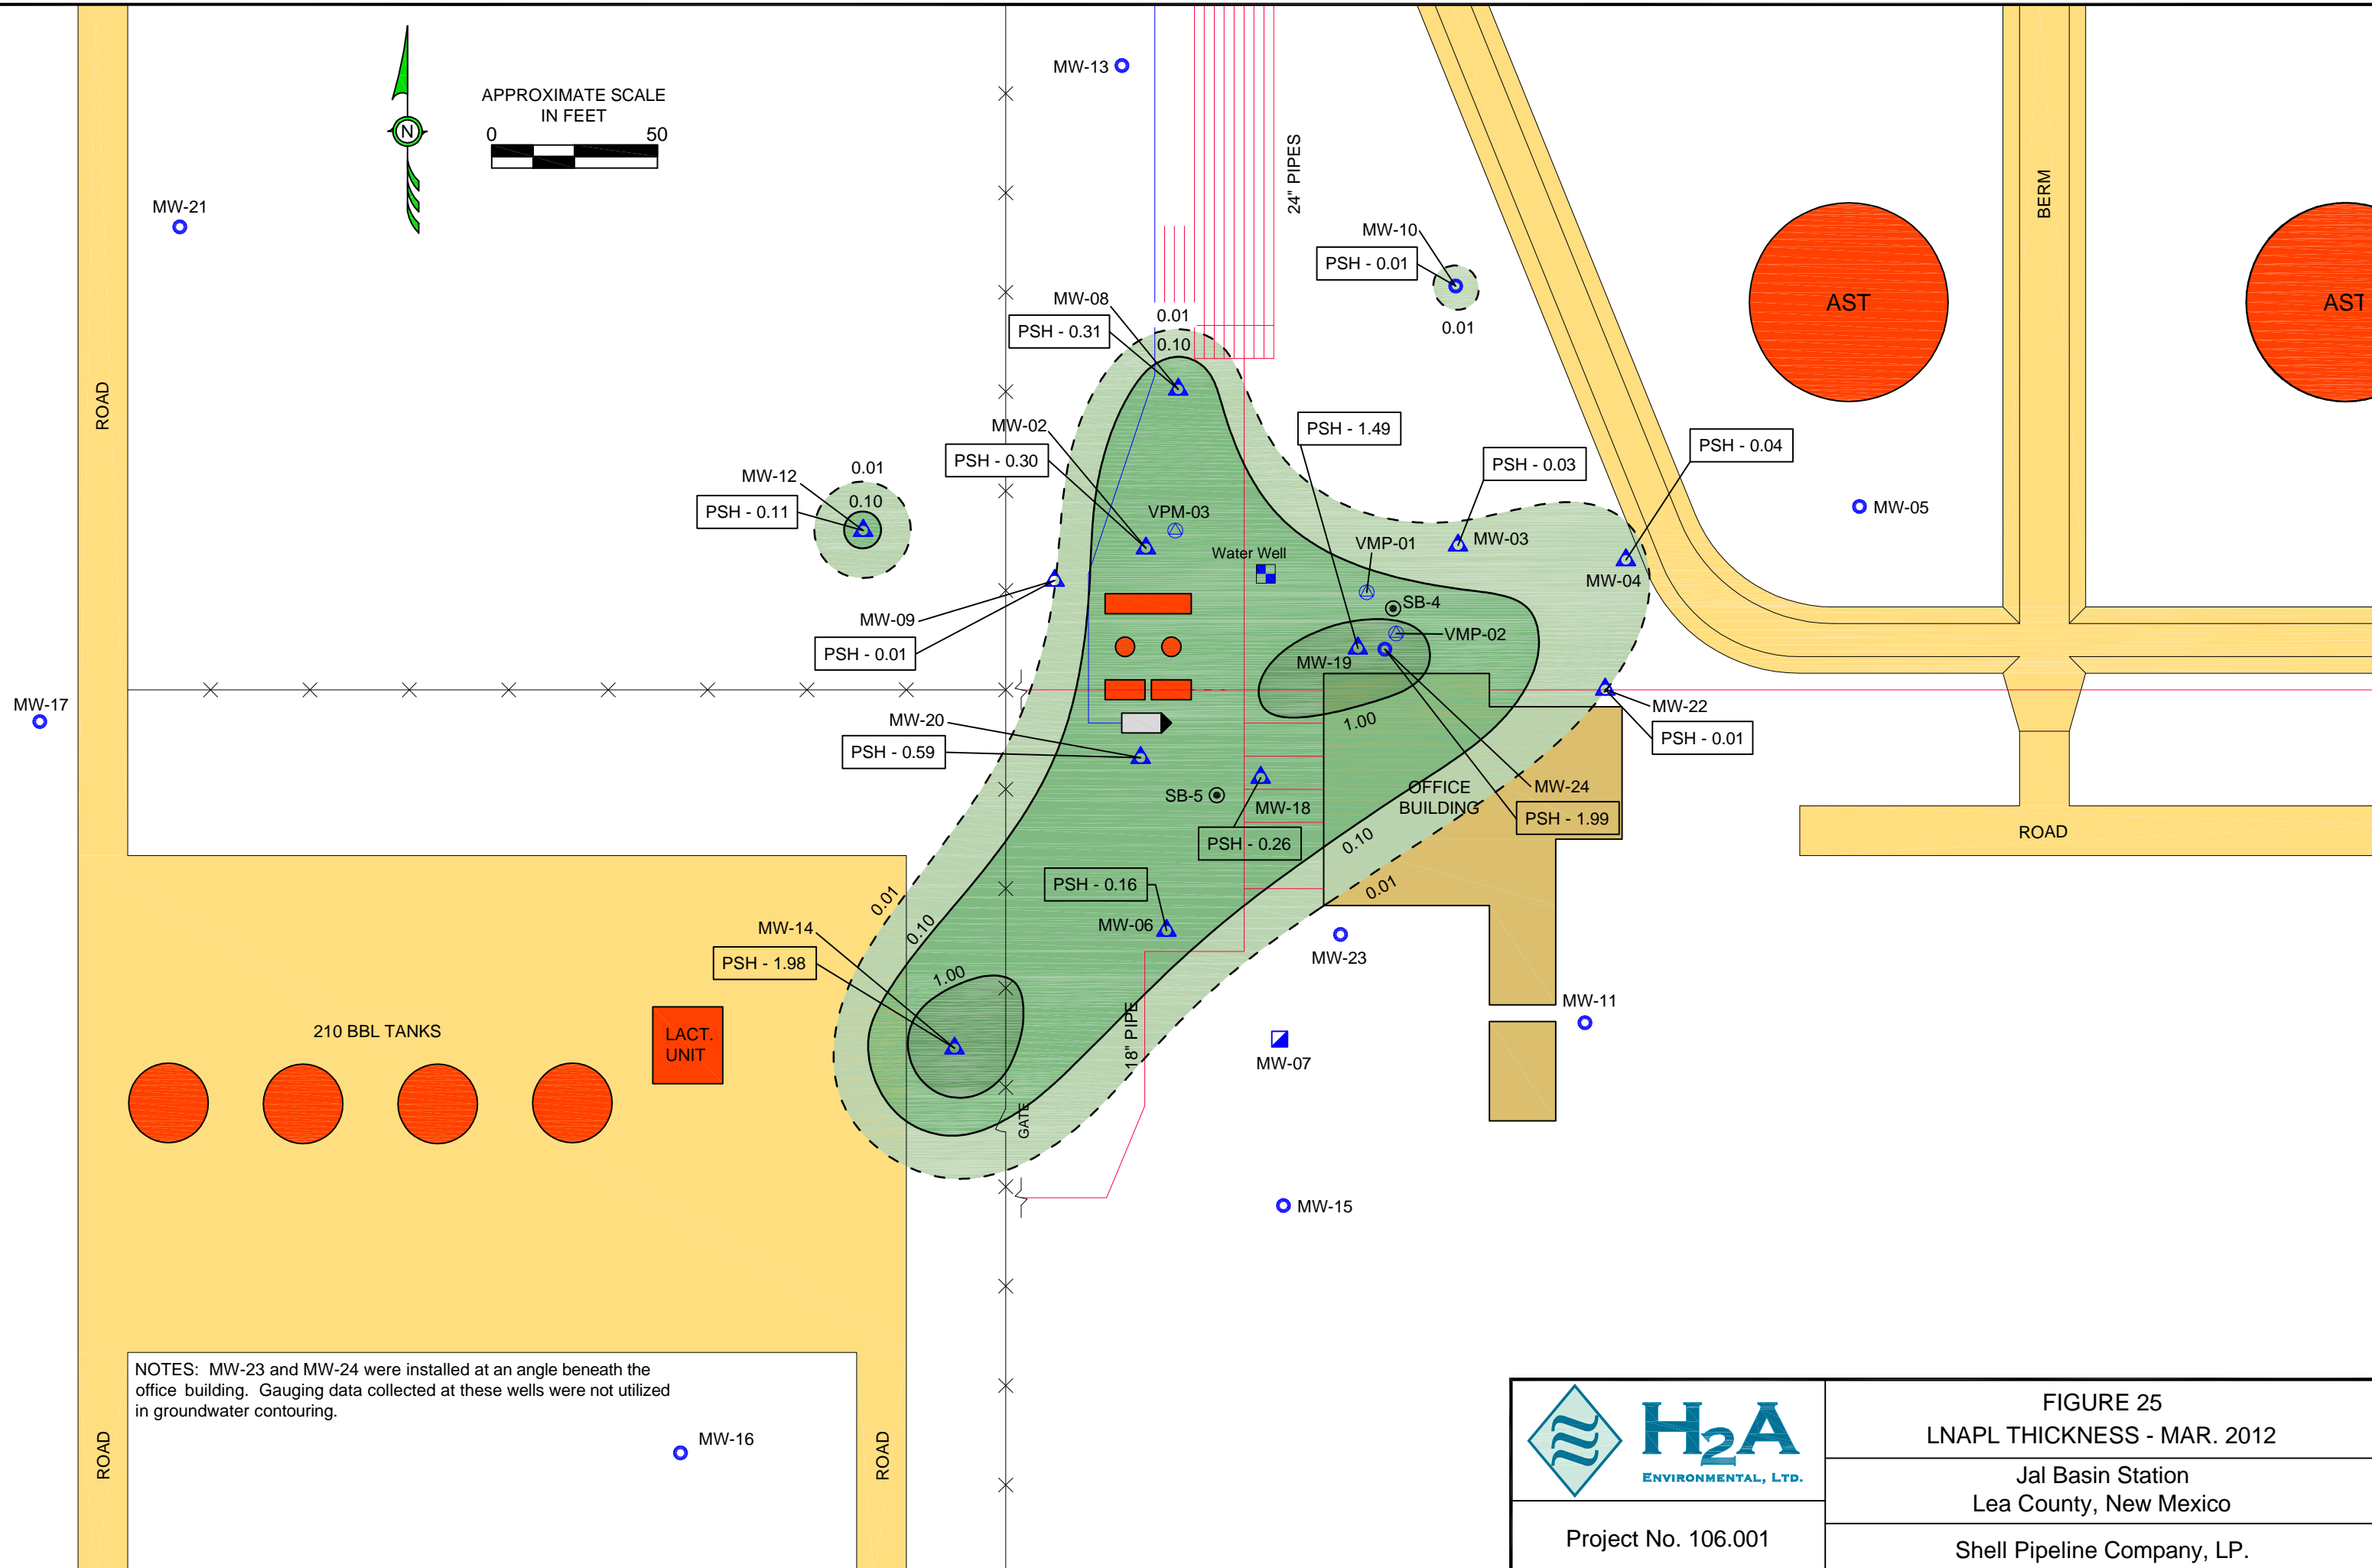 MW-13
APPROXIMATE SCALE
IN FEET
0 50
N
24" PIPES
BERM
MW-21
MW-10
PSH - 0.01
0.01
AST
AST
MW-08
PSH - 0.31
0.01
0.10
ROAD
MW-02
PSH - 0.30
PSH - 1.49
PSH - 0.03
PSH - 0.04
MW-12
PSH - 0.11
0.01
0.10
VPM-03
Water Well
VMP-01
MW-03
MW-04
MW-05
MW-09
PSH - 0.01
SB-4
VMP-02
MW-19
1.00
MW-17
MW-20
PSH - 0.59
MW-22
PSH - 0.01
SB-5
MW-18
PSH - 0.26
OFFICE
BUILDING
MW-24
PSH - 1.99
ROAD
0.10
0.01
0.01
0.10
PSH - 0.16
MW-06
MW-14
PSH - 1.98
1.00
MW-23
MW-11
18" PIPE
MW-07
210 BBL TANKS
LACT.
UNIT
GATE
MW-15
NOTES: MW-23 and MW-24 were installed at an angle beneath the
office building. Gauging data collected at these wells were not utilized
in groundwater contouring.
ROAD
MW-16
ROAD
H2A
ENVIRONMENTAL, LTD.
Project No. 106.001
FIGURE 25
LNAPL THICKNESS - MAR. 2012
Jal Basin Station
Lea County, New Mexico
Shell Pipeline Company, LP.